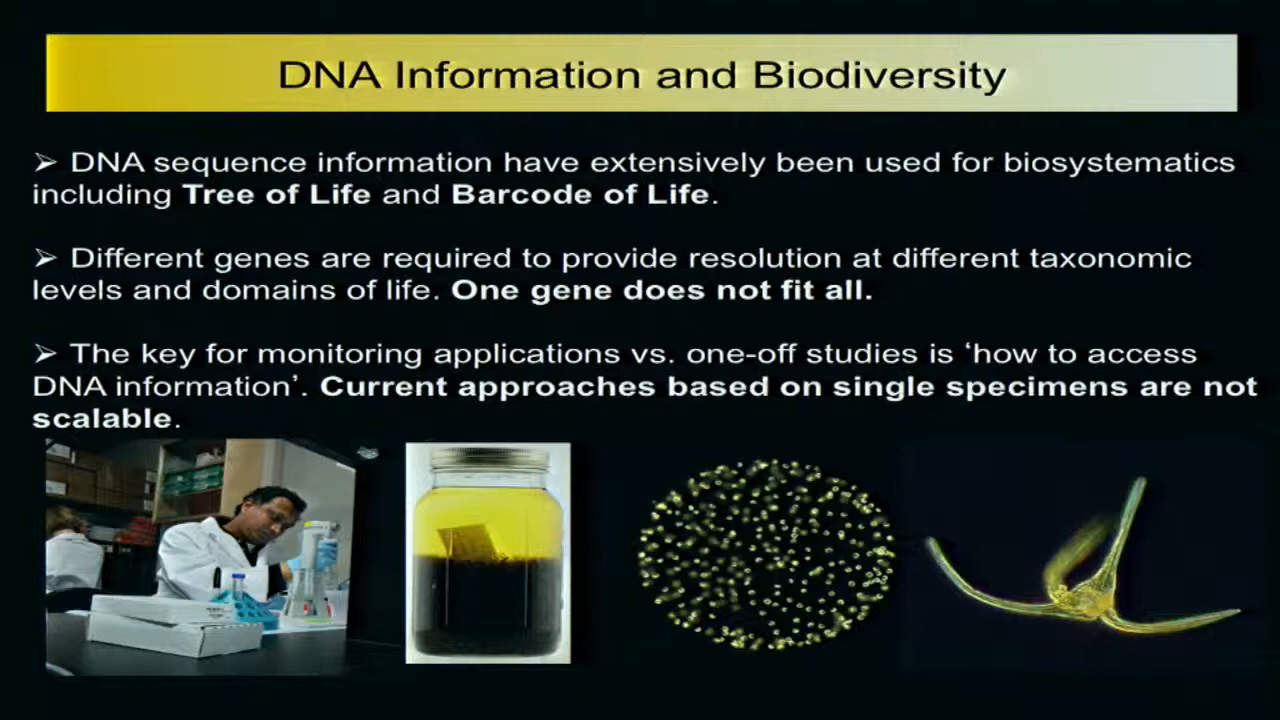 DNA Information and Biodiversity
➢ DNA sequence information have extensively been used for biosystematics
including Tree of Life and Barcode of Life.
➢ Different genes are required to provide resolution at different taxonomic
levels and domains of life. One gene does not fit all.
➢ The key for monitoring applications vs. one-off studies is ‘how to access
DNA information’. Current approaches based on single specimens are not
scalable.